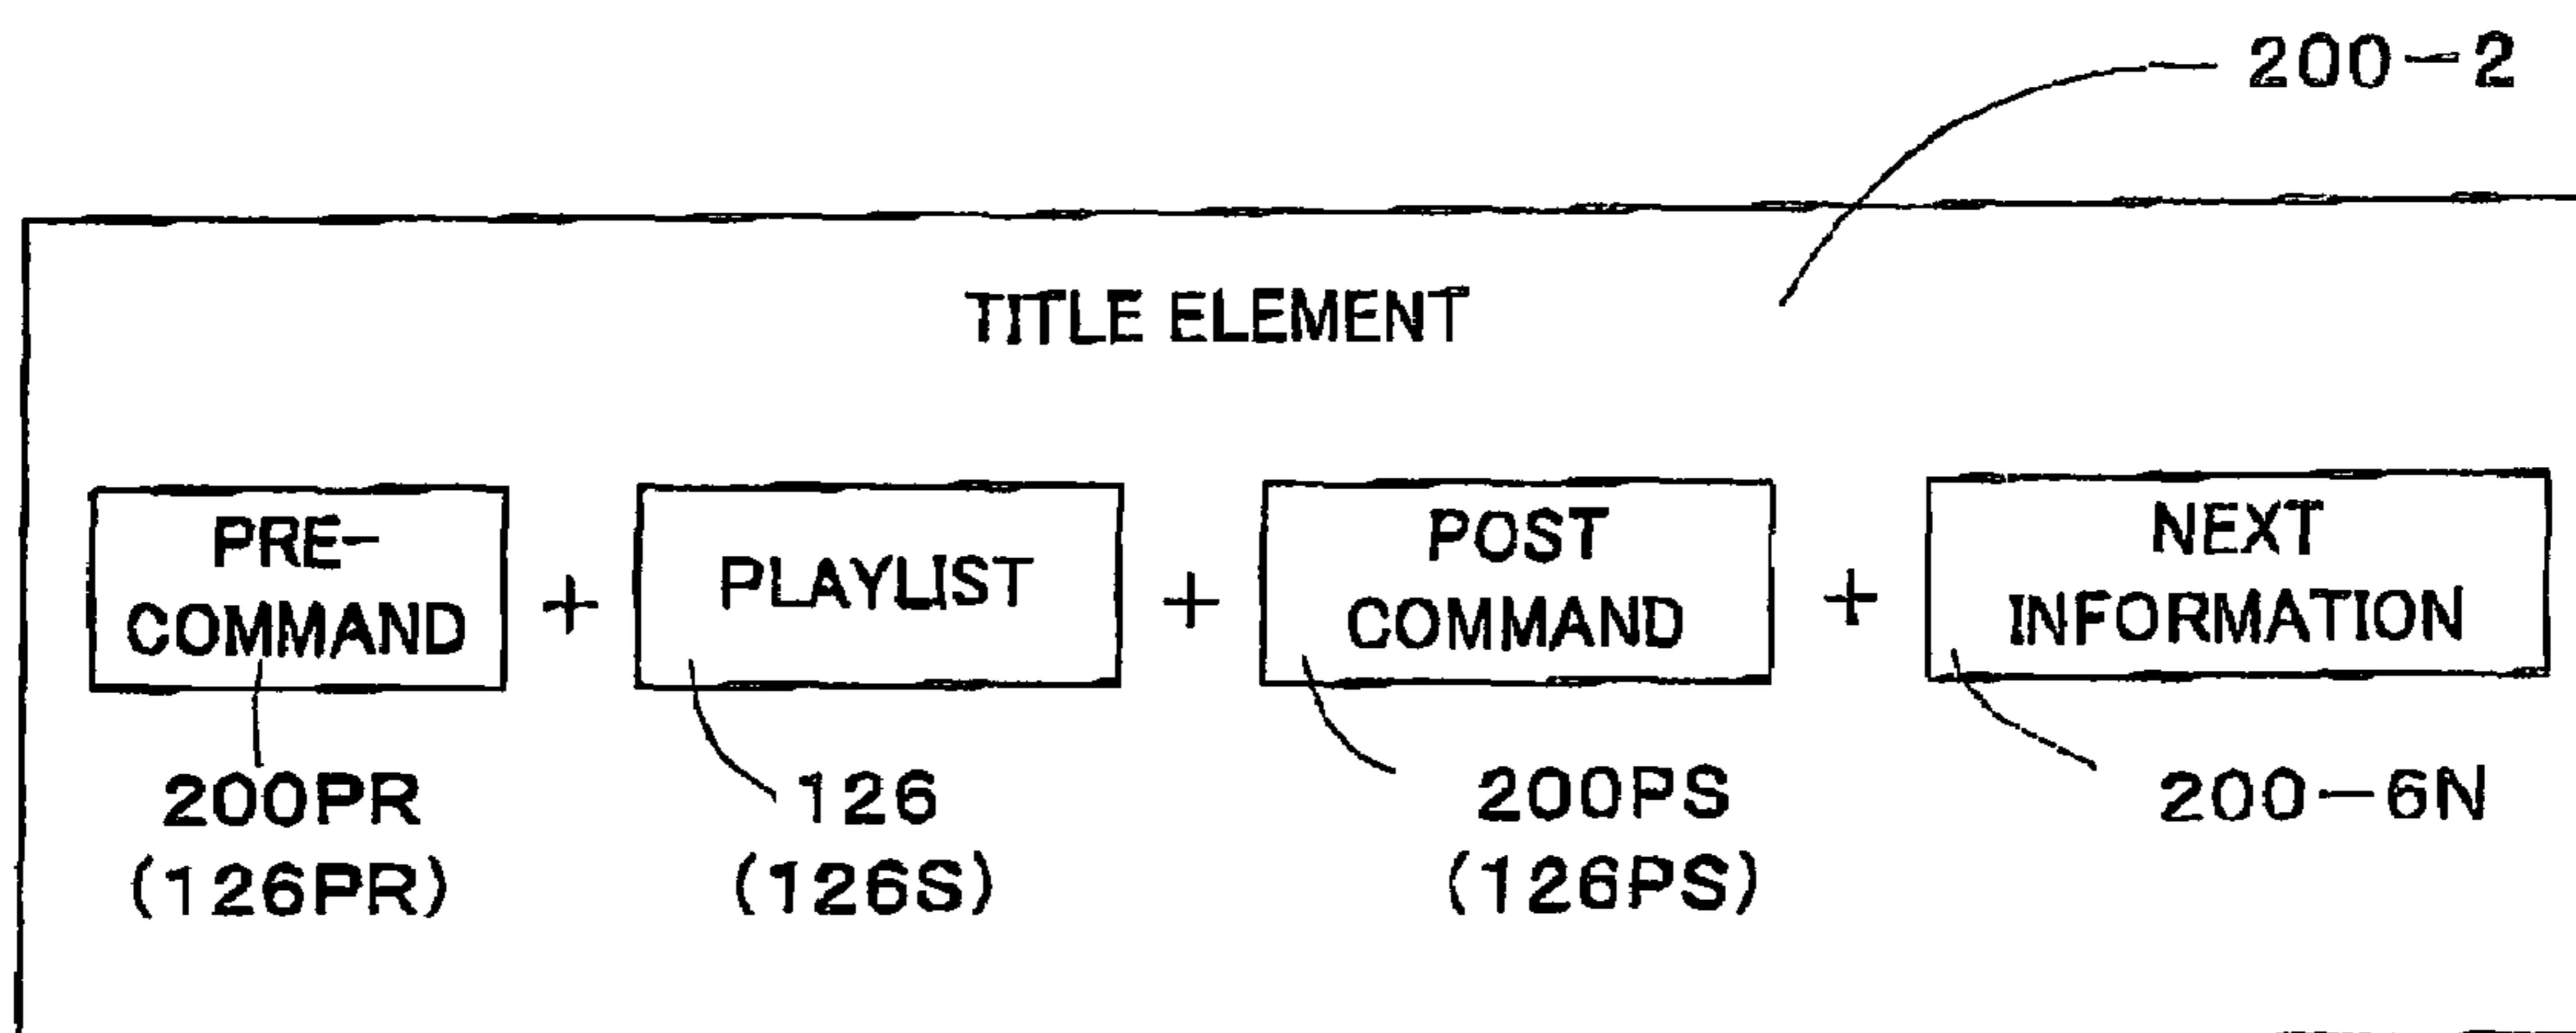 200-2
TITLE ELEMENT
PRE-
COMMAND
+
PLAYLIST
+
POST
COMMAND
+
NEXT
INFORMATION
200PR
(126PR)
126
(126S)
200PS
(126PS)
200-6N